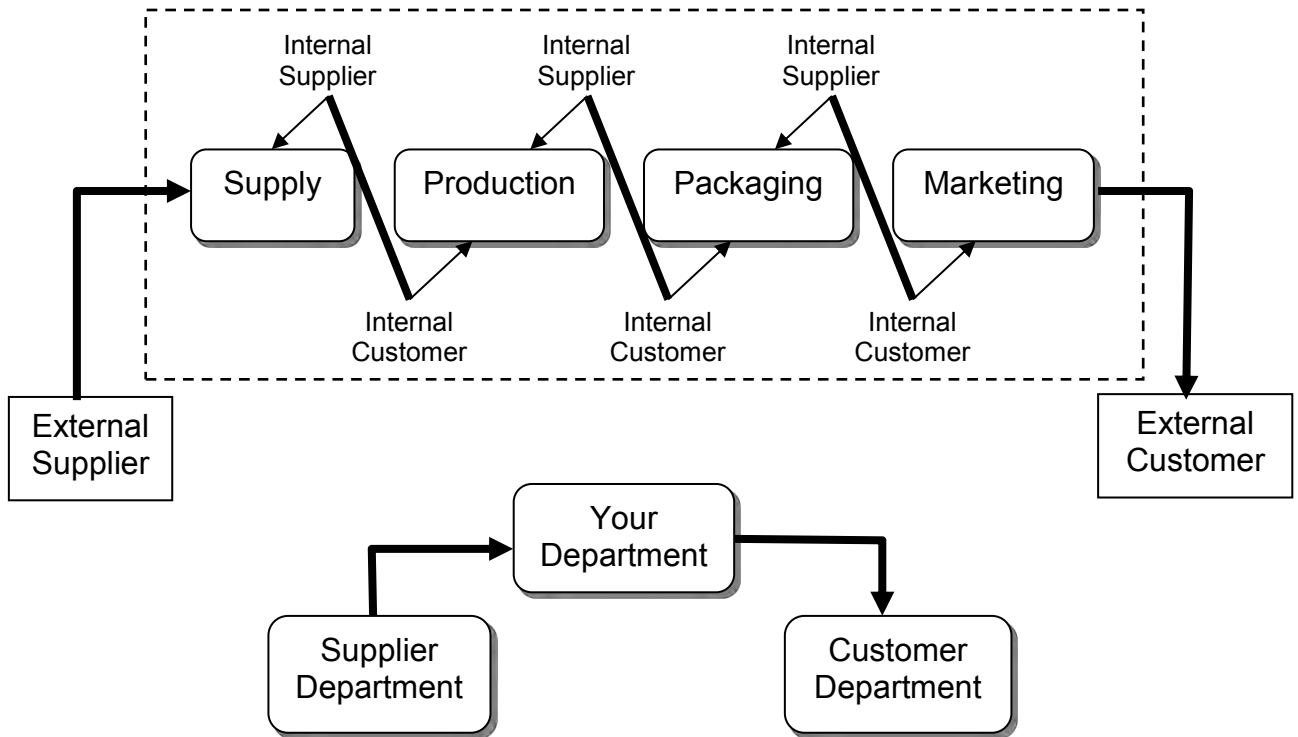 Internal
Supplier
Internal
Supplier
Internal
Supplier
Supply
Production
Packaging
Marketing
Internal
Customer
Internal
Customer
Internal
Customer
External
Supplier
External
Customer
Your
Department
Supplier
Department
Customer
Department